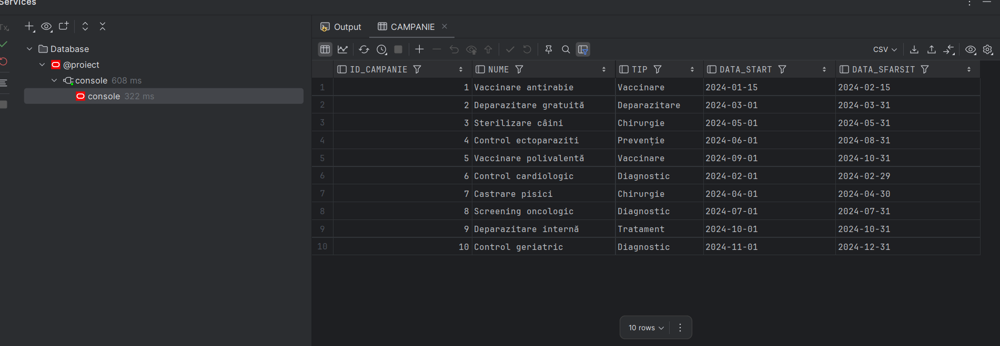 Services
Tx
Database
@proiect
console 608 ms
console 322 ms
Output CAMPANIE
CSV
ID_CAMPANIE NUME TIP DATA_START DATA_SFARSIT
1 1 Vaccinare antirabie Vaccinare 2024-01-15 2024-02-15
2 2 Deparazitare gratuită Deparazitare 2024-03-01 2024-03-31
3 3 Sterilizare câini Chirurgie 2024-05-01 2024-05-31
4 4 Control ectoparaziti Prevenție 2024-06-01 2024-08-31
5 5 Vaccinare polivalentă Vaccinare 2024-09-01 2024-10-31
6 6 Control cardiologic Diagnostic 2024-02-01 2024-02-29
7 7 Castrare pisici Chirurgie 2024-04-01 2024-04-30
8 8 Screening oncologic Diagnostic 2024-07-01 2024-07-31
9 9 Deparazitare internă Tratament 2024-10-01 2024-10-31
10 10 Control geriatric Diagnostic 2024-11-01 2024-12-31
10 rows